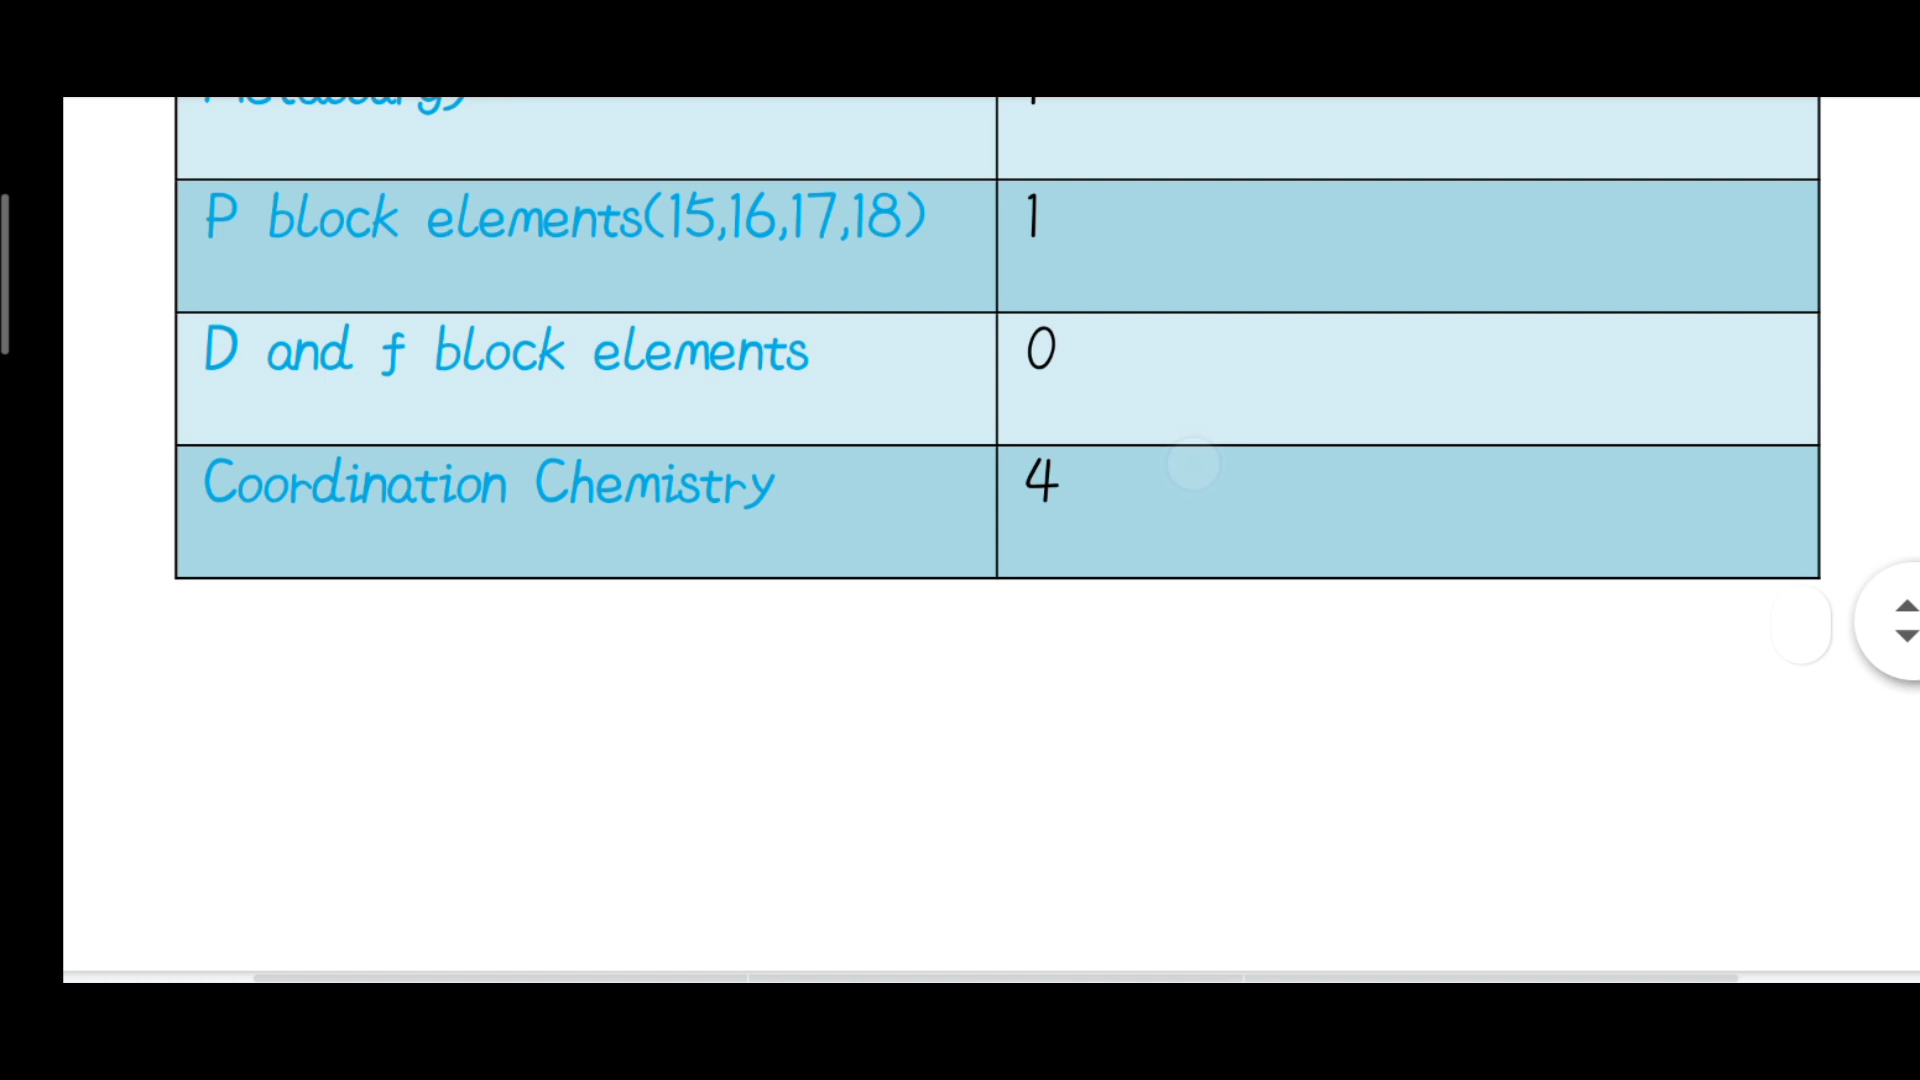 P block elements(15,16,17,18) 1
D and f block elements 0
Coordination Chemistry 4